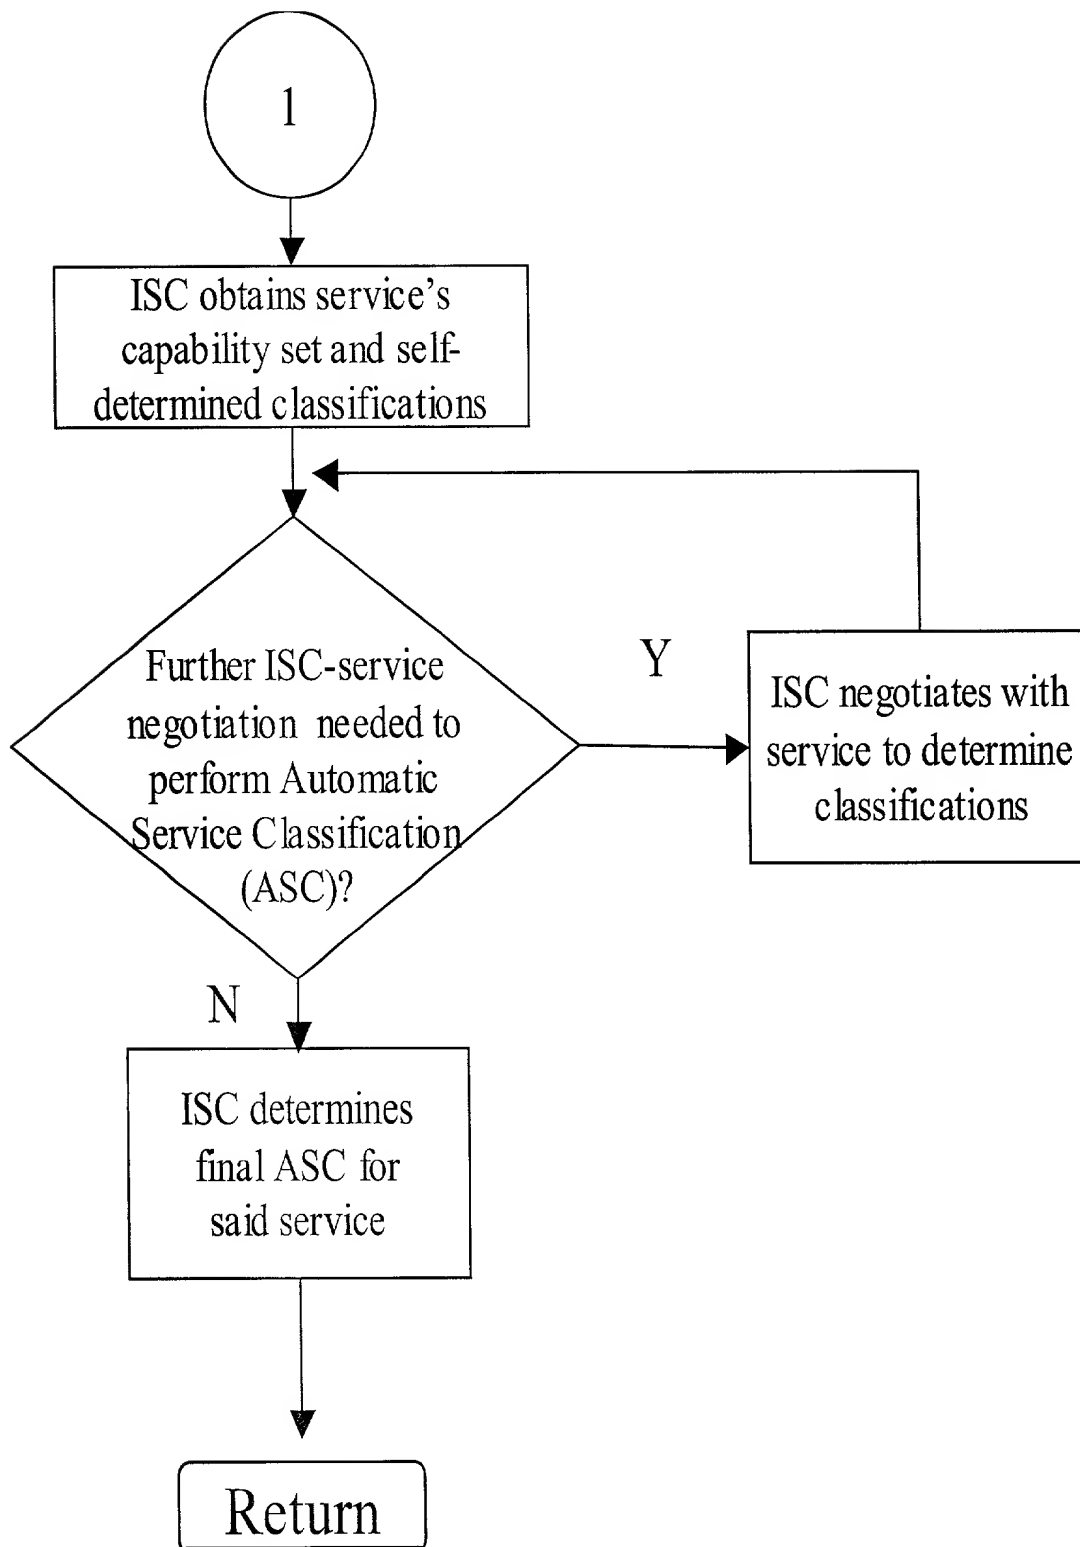 1
ISC obtains service's
capability set and self-
determined classifications
Further ISC-service
negotiation needed to
perform Automatic
Service Classification
(ASC)?
Y
ISC negotiates with
service to determine
classifications
N
ISC determines
final ASC for
said service
Return